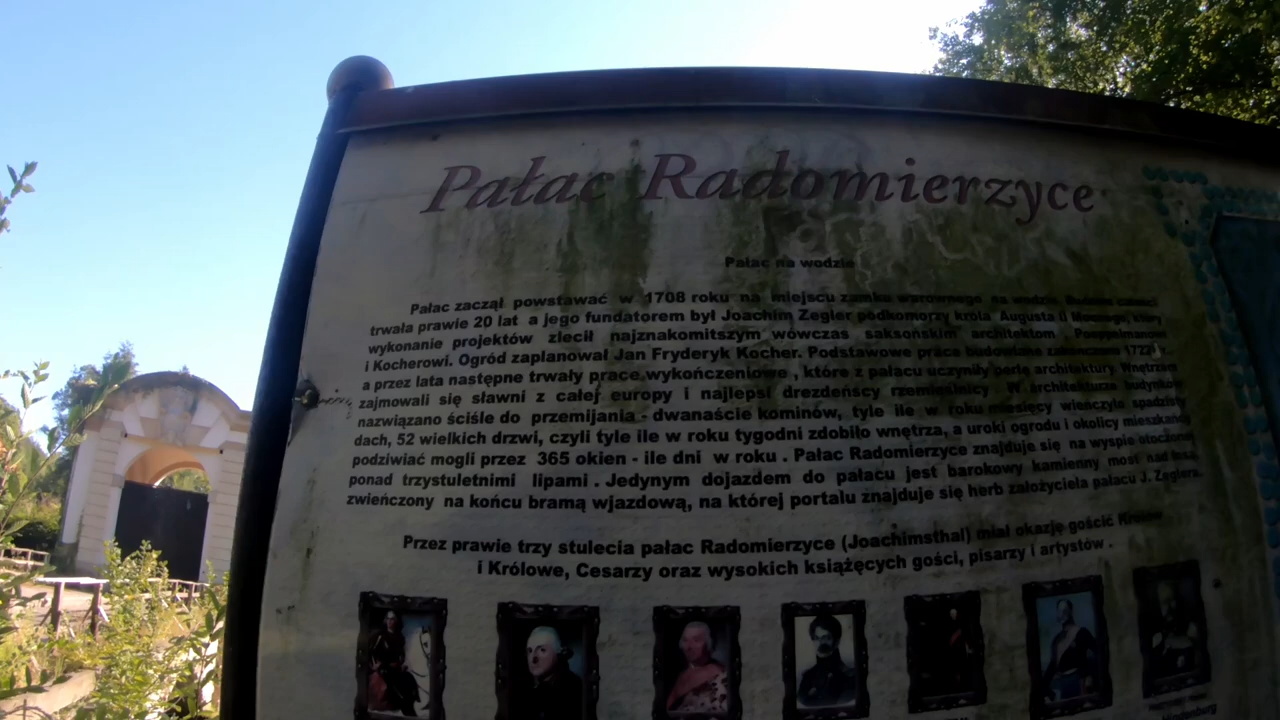 Pałac Radomierzyce
Pałac na wodzie
Pałac zaczął powstawać w 1708 roku na miejscu zamku warownego na wodzie. Budowa całości
trwała prawie 20 lat a jego fundatorem był Joachim Zegler podkomorzy króla Augusta II Mocnego, który
wykonanie projektów zlecił najznakomitszym wówczas saksońskim architektom Pouppelmannom
i Kocherowi. Ogród zaplanował Jan Fryderyk Kocher. Podstawowe prace budowlane zakończono 1722
a przez lata następne trwały prace wykończeniowe , które z pałacu uczyniły perłę architektury. Wnętrzem
zajmowali się sławni z całej europy i najlepsi drezdeńscy rzemieślnicy W architekturze budynków
nawiązano ściśle do przemijania - dwanaście kominów, tyle ile w roku miesięcy wieńczyło spadzisty
dach, 52 wielkich drzwi, czyli tyle ile w roku tygodni zdobiło wnętrza, a uroki ogrodu i okolicy mieszkańcy
podziwiać mogli przez 365 okien - ile dni w roku . Pałac Radomierzyce znajduje się na wyspie otoczonej
ponad trzystuletnimi lipami . Jedynym dojazdem do pałacu jest barokowy kamienny most nad fosą
zwieńczony na końcu bramą wjazdową, na której portalu znajduje się herb założyciela pałacu J. Zeglera.
Przez prawie trzy stulecia pałac Radomierzyce (Joachimsthal) miał okazję gościć Królów
i Królowe, Cesarzy oraz wysokich książęcych gości, pisarzy i artystów .